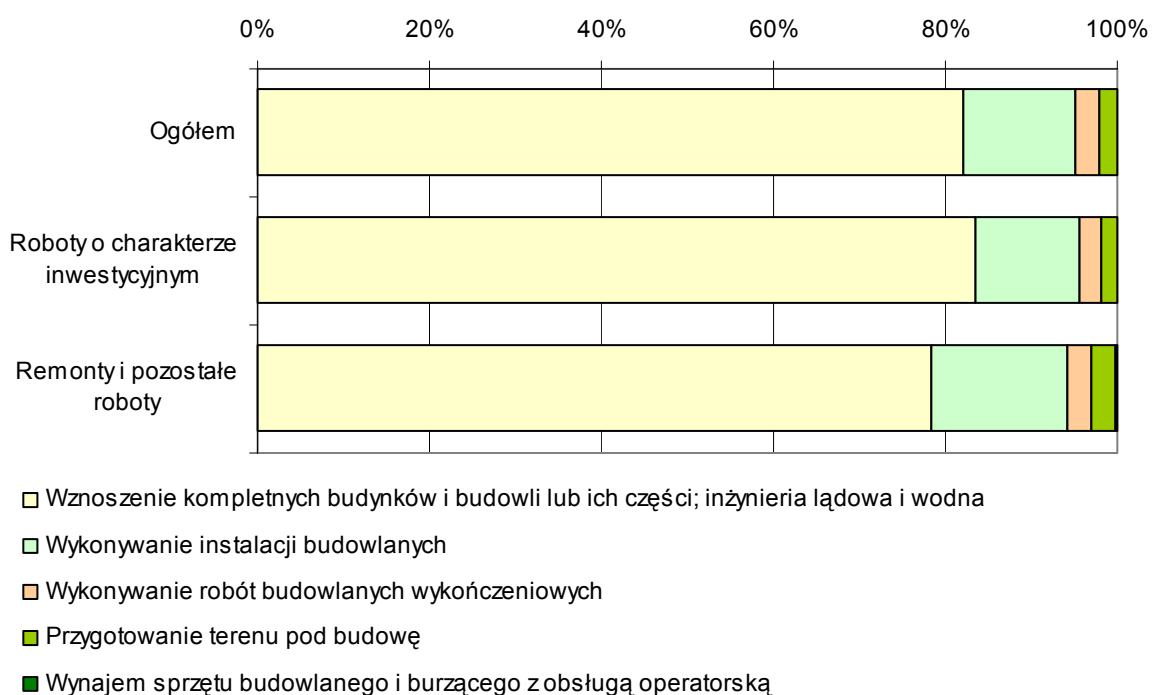 0% 20% 40% 60% 80% 100%
Ogółem
Roboty o charakterze
inwestycyjnym
Remonty i pozostałe
roboty
Wznoszenie kompletnych budynków i budowli lub ich części; inżynieria lądowa i wodna
Wykonywanie instalacji budowlanych
Wykonywanie robót budowlanych wykończeniowych
Przygotowanie terenu pod budowę
Wynajem sprzętu budowlanego i burzącego z obsługą operatorską